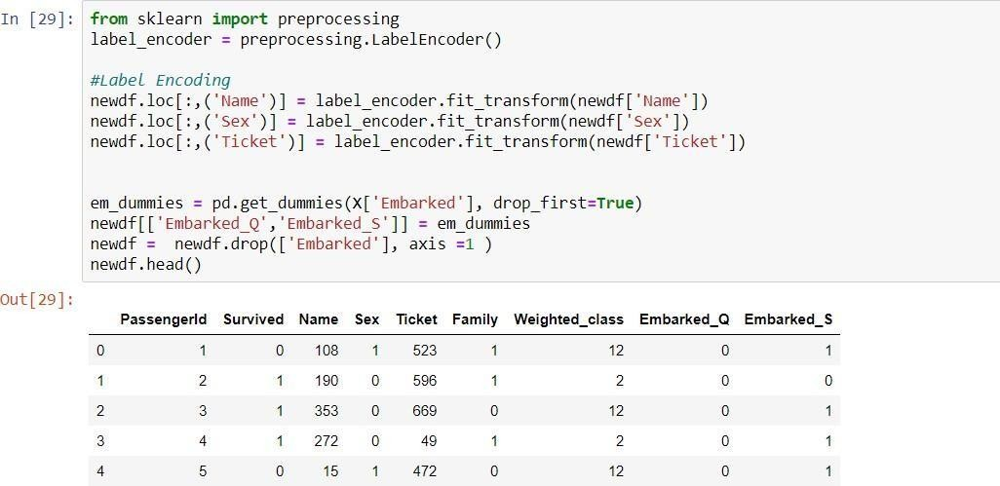 In [29]: from sklearn import preprocessing
label_encoder = preprocessing.LabelEncoder()
#Label Encoding
newdf.loc[:,('Name')] = label_encoder.fit_transform(newdf['Name'])
newdf.loc[:,('Sex')] = label_encoder.fit_transform(newdf['Sex'])
newdf.loc[:,('Ticket')] = label_encoder.fit_transform(newdf['Ticket'])
em_dummies = pd.get_dummies(X['Embarked'], drop_first=True)
newdf[['Embarked_Q','Embarked_S']] = em_dummies
newdf =  newdf.drop(['Embarked'], axis =1 )
newdf.head()
Out[29]:
PassengerId Survived Name Sex Ticket Family Weighted_class Embarked_Q Embarked_S
0 1 0 108 1 523 1 12 0 1
1 2 1 190 0 596 1 2 0 0
2 3 1 353 0 669 0 12 0 1
3 4 1 272 0 49 1 2 0 1
4 5 0 15 1 472 0 12 0 1